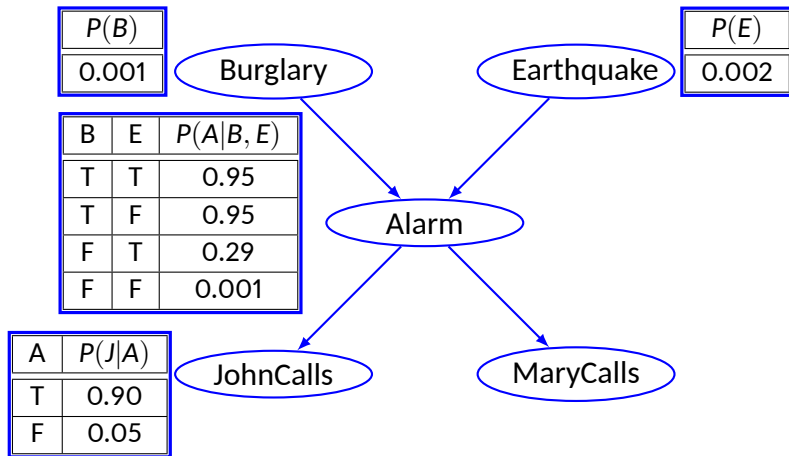 P(B)
0.001
Burglary
Earthquake
P(E)
0.002
B E P(A|B, E)
T T 0.95
T F 0.95
F T 0.29
F F 0.001
Alarm
A P(J|A)
T 0.90
F 0.05
JohnCalls
MaryCalls